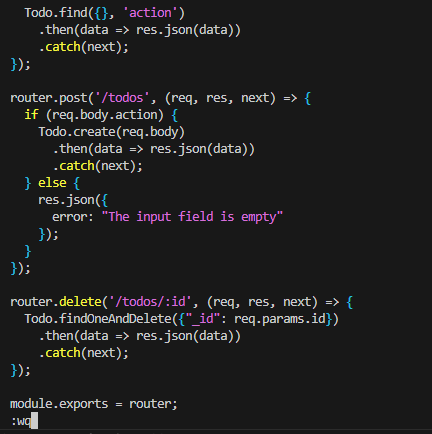 Todo.find({}, 'action')
    .then(data => res.json(data))
    .catch(next);
});

router.post('/todos', (req, res, next) => {
  if (req.body.action) {
    Todo.create(req.body)
      .then(data => res.json(data))
      .catch(next);
  } else {
    res.json({
      error: "The input field is empty"
    });
  }
});

router.delete('/todos/:id', (req, res, next) => {
  Todo.findOneAndDelete({"_id": req.params.id})
    .then(data => res.json(data))
    .catch(next);
});

module.exports = router;
:wq